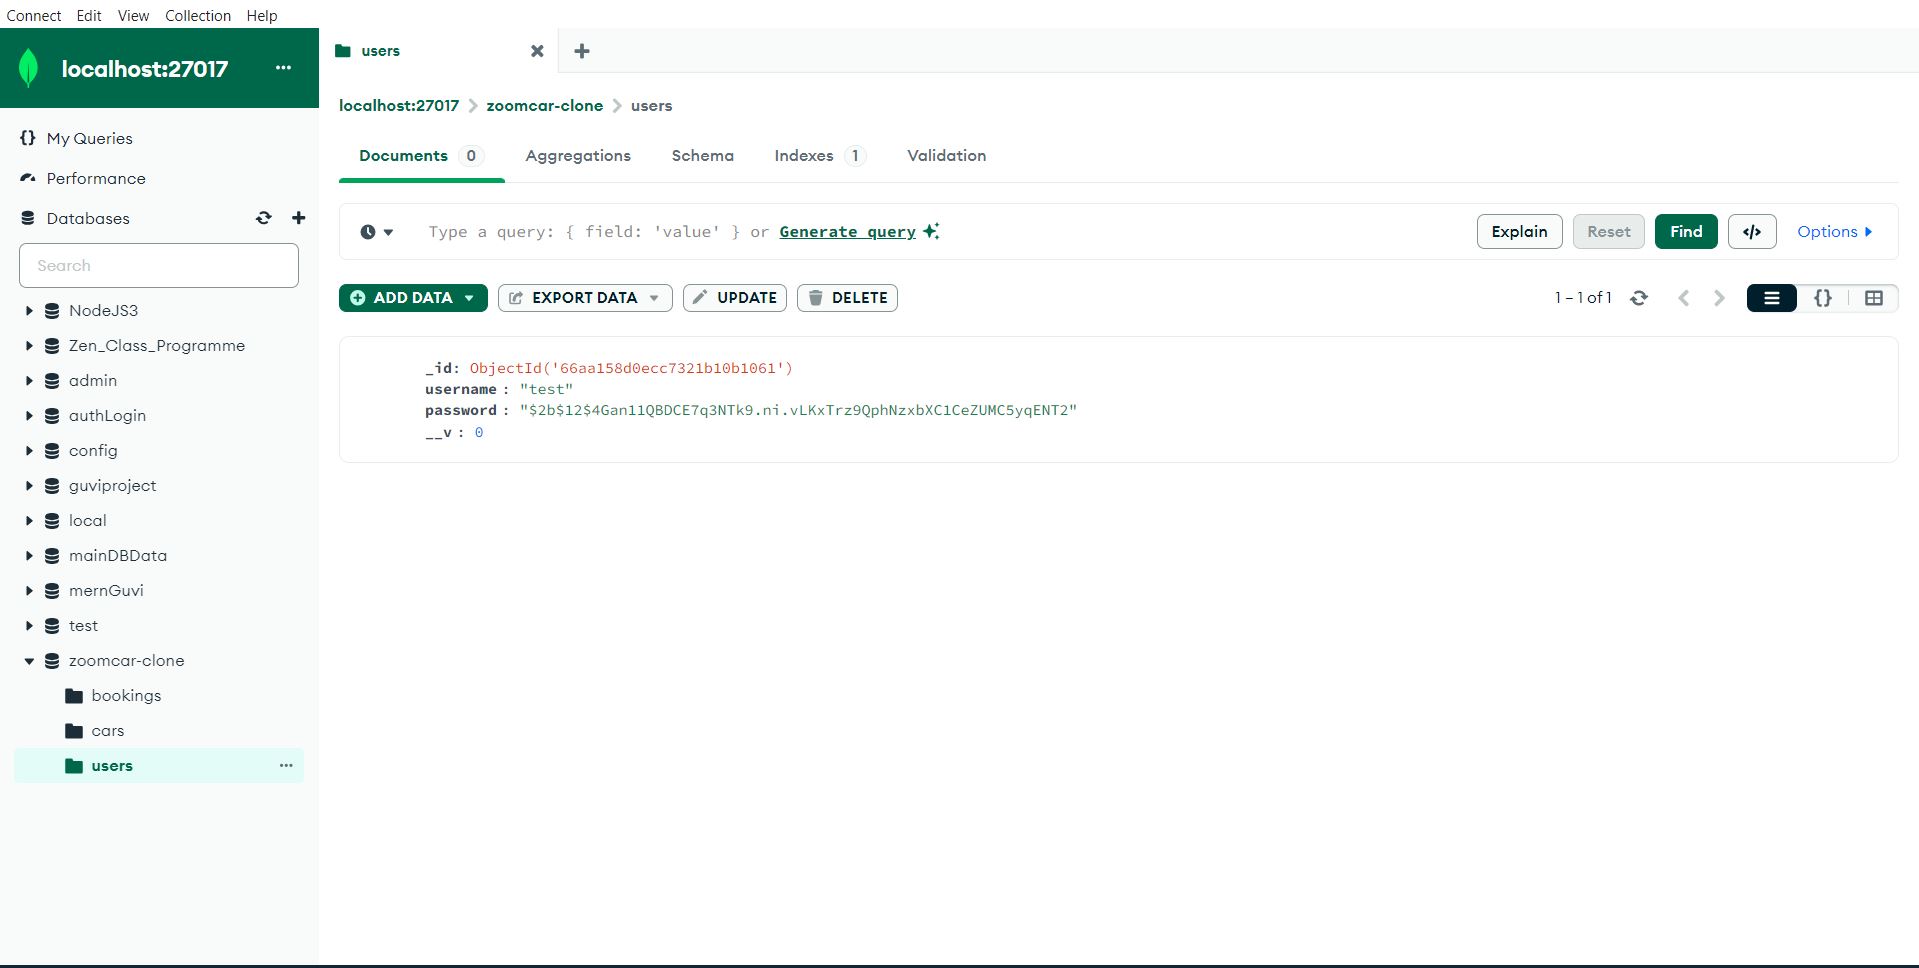 Connect Edit View Collection Help
localhost:27017 ...
users
localhost:27017 > zoomcar-clone > users
{} My Queries
Performance
Databases
Search
NodeJS3
Zen_Class_Programme
admin
authLogin
config
guviproject
local
mainDBData
mernGuvi
test
zoomcar-clone
bookings
cars
users ...
Documents 0 Aggregations Schema Indexes 1 Validation
Type a query: { field: 'value' } or Generate query Explain Reset Find </> Options
ADD DATA EXPORT DATA UPDATE DELETE 1 – 1 of 1 {}
_id: ObjectId('66aa158d0ecc7321b10b1061')
username : "test"
password : "$2b$12$4Gan11QBDCE7q3NTk9.ni.vLKxTrz9QphNzxbXC1CeZUMC5yqENT2"
__v : 0